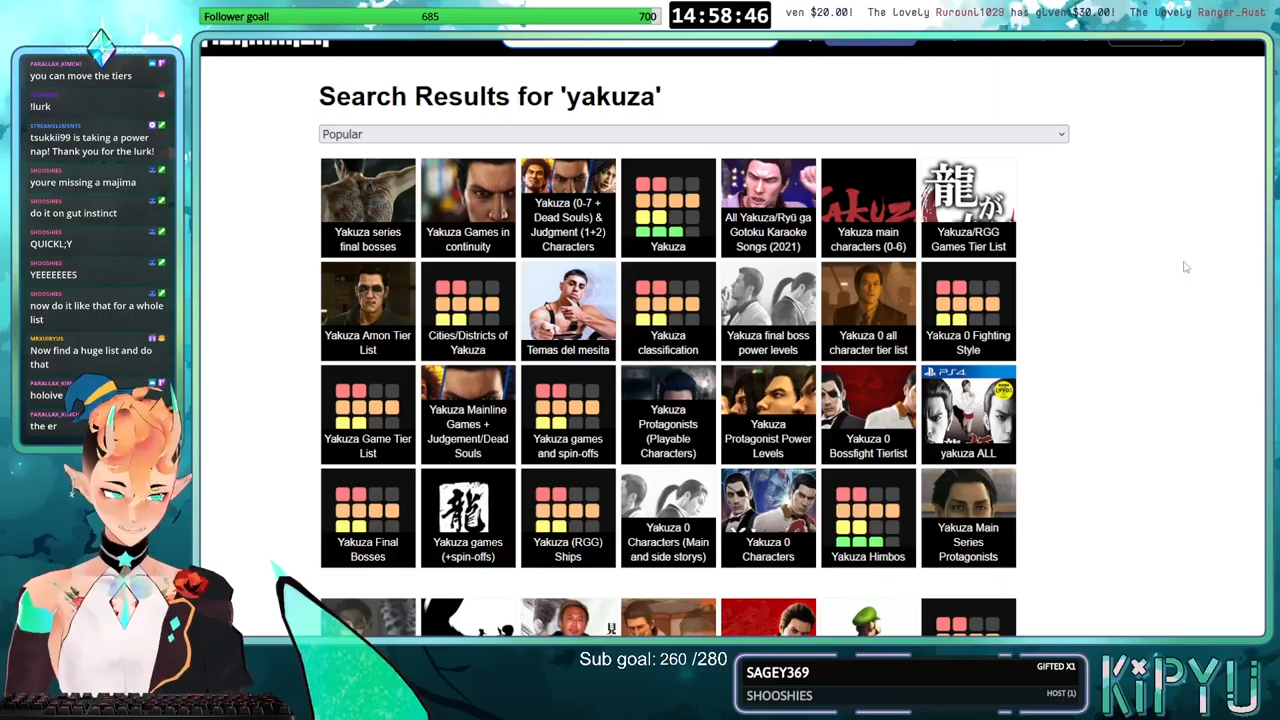 Follower goal!
685
700
14:58:46
ven $20.00!
The Lovely Rurouni1029 has given$30.00!
The Lovely Ranger_Rust
PARALLAX_KIMCHI
you can move the tiers
!lurk
STREAMELEMENTS
tsukkii99 is taking a power
nap! Thank you for the lurk!
SHOOSHIES
youre missing a majima
SHOOSHIES
do it on gut instinct
SHOOSHIES
QUICKL;Y
SHOOSHIES
YEEEEEES
SHOOSHIES
now do it like that for a whole
list
MRXUIRYUS
Now find a huge list and do
that
PARALLAX_KIMCHI
holoive
PARALLAX_KIMCHI
the er
Search Results for 'yakuza'
Popular
Yakuza series
final bosses
Yakuza Games in
continuity
Yakuza (0-7
+ Dead Souls) &
Judgment (1+2)
Characters
Yakuza
All Yakuza/Ryū ga
Gotoku Karaoke
Songs (2021)
Yakuza main
characters (0-6)
龍が
Yakuza/RGG
Games Tier List
Yakuza Amon Tier
List
Cities/Districts of
Yakuza
Temas del mesita
Yakuza
classification
Yakuza final boss
power levels
Yakuza 0 all
character tier list
Yakuza 0 Fighting
Style
Yakuza Game Tier
List
Yakuza Mainline
Games +
Judgement/Dead
Souls
Yakuza games
and spin-offs
Yakuza
Protagonists
(Playable
Characters)
Yakuza
Protagonist Power
Levels
Yakuza 0
Bossfight Tierlist
PS4
yakuza ALL
Yakuza Final
Bosses
龍
Yakuza games
(+spin-offs)
Yakuza (RGG)
Ships
Yakuza 0
Characters (Main
and side storys)
Yakuza 0
Characters
Yakuza Himbos
Yakuza Main
Series
Protagonists
見
Sub goal: 260 /280
SAGEY369
GIFTED X1
SHOOSHIES
HOST (1)
KiPYU